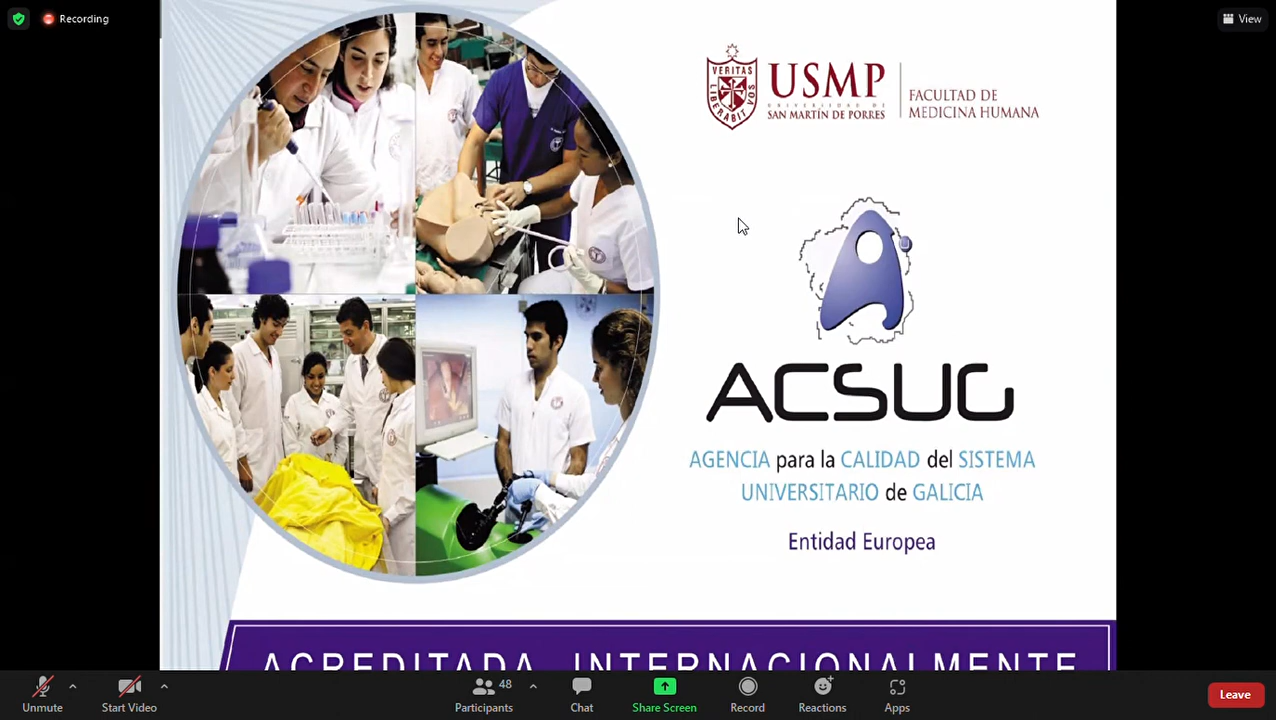 Recording
View
VERITAS
LIBERABIT VOS
USMP
UNIVERSIDAD DE
SAN MARTÍN DE PORRES
FACULTAD DE
MEDICINA HUMANA
ACSUG
AGENCIA para la CALIDAD del SISTEMA
UNIVERSITARIO de GALICIA
Entidad Europea
ACREDITADA INTERNACIONALMENTE
Unmute
Start Video
48
Participants
Chat
Share Screen
Record
Reactions
Apps
Leave